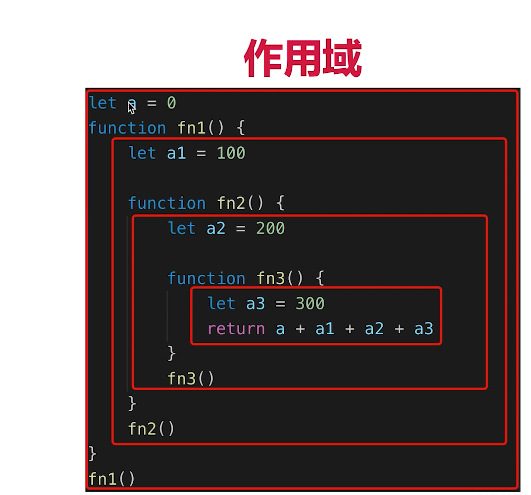 作用域
let a = 0
function fn1() {
let a1 = 100
function fn2() {
let a2 = 200
function fn3() {
let a3 = 300
return a + a1 + a2 + a3
}
fn3()
}
fn2()
}
fn1()